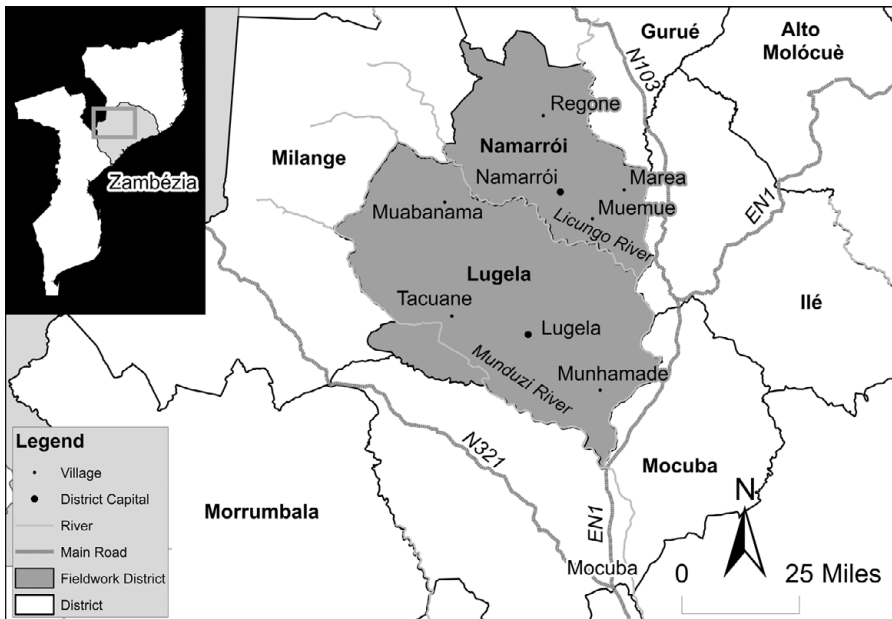 Zambézia
Gurué
Alto
Molócuè
N103
Regone
Namarrói
Milange
Namarrói
Marea
Muabanama
Muemue
Licungo River
EN1
Lugela
Ilé
Tacuane
Lugela
Munduzi River
Munhamade
N321
Mocuba
Morrumbala
EN1
Mocuba
N
0 25 Miles
Legend
Village
District Capital
River
Main Road
Fieldwork District
District